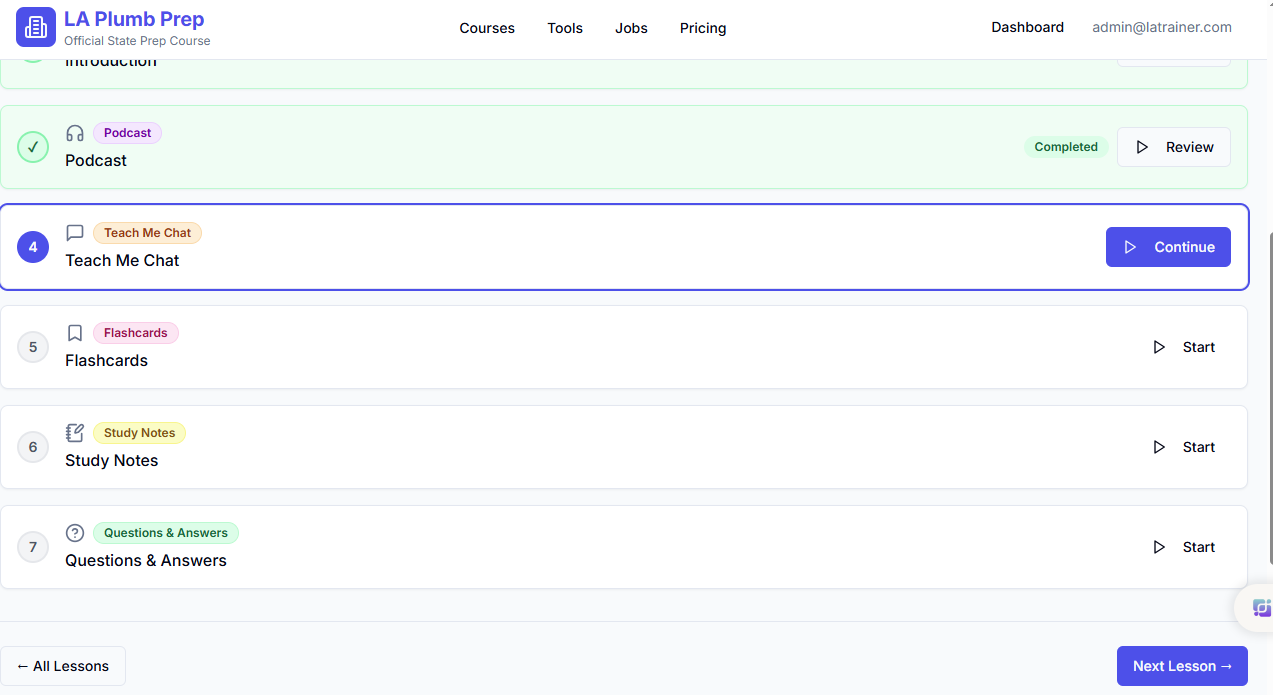 LA Plumb Prep
Official State Prep Course
Courses
Tools
Jobs
Pricing
Dashboard
admin@latrainer.com
Introduction
Podcast
Podcast
Completed
Review
4
Teach Me Chat
Teach Me Chat
Continue
5
Flashcards
Flashcards
Start
6
Study Notes
Study Notes
Start
7
Questions & Answers
Questions & Answers
Start
← All Lessons
Next Lesson →